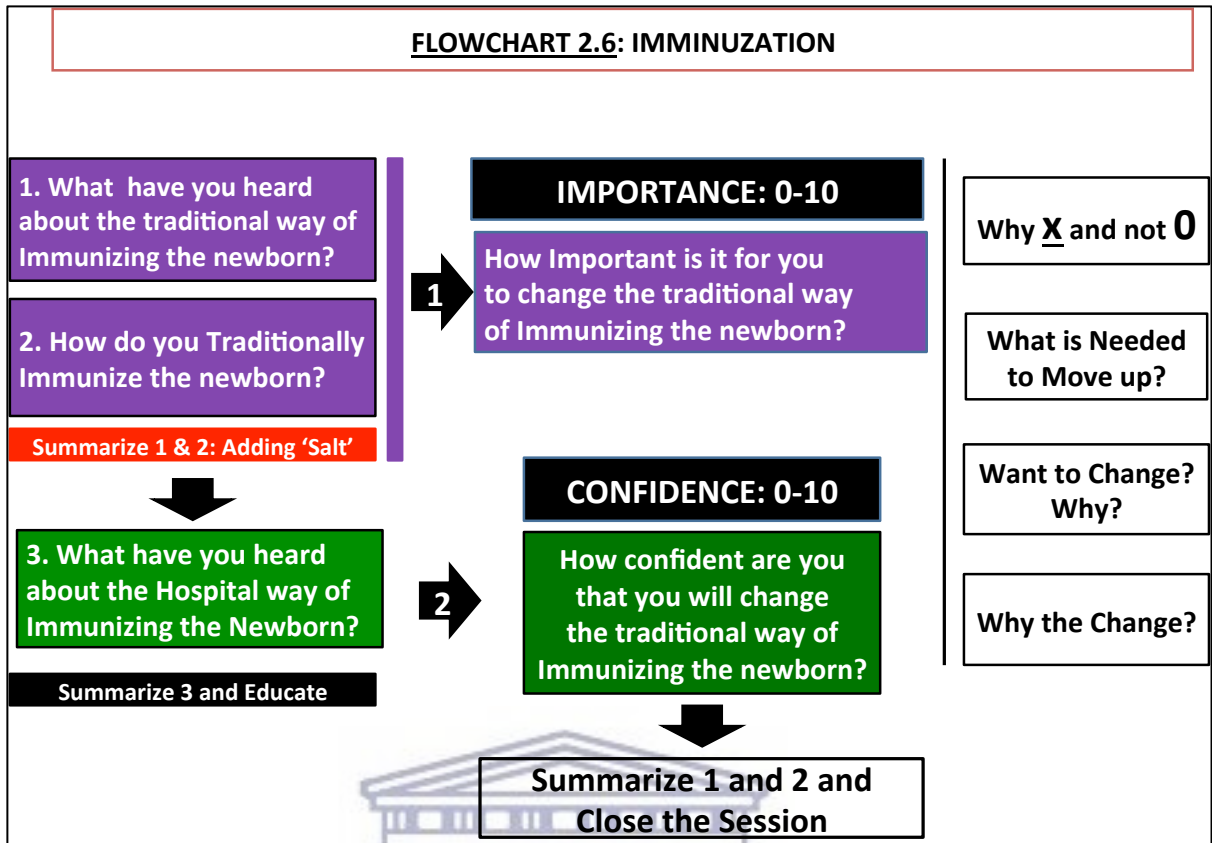 FLOWCHART 2.6: IMMINUZATION
1. What have you heard
about the traditional way of
Immunizing the newborn?
2. How do you Traditionally
Immunize the newborn?
Summarize 1 & 2: Adding ‘Salt’
3. What have you heard
about the Hospital way of
Immunizing the Newborn?
Summarize 3 and Educate
1
IMPORTANCE: 0-10
How Important is it for you
to change the traditional way
of Immunizing the newborn?
2
CONFIDENCE: 0-10
How confident are you
that you will change
the traditional way of
Immunizing the newborn?
Summarize 1 and 2 and
Close the Session
Why X and not 0
What is Needed
to Move up?
Want to Change?
Why?
Why the Change?